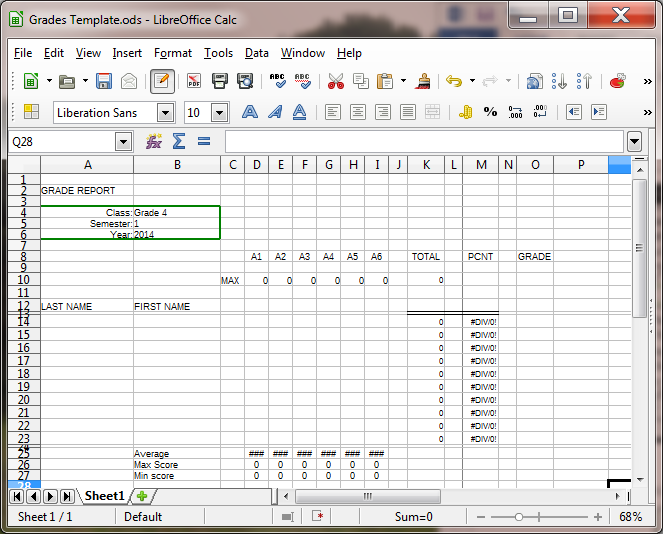 Grades Template.ods - LibreOffice Calc
File Edit View Insert Format Tools Data Window Help
PDF ABC ABC
Liberation Sans 10 A A A %
Q28 fx Σ =
A B C D E F G H I J K L M N O P
1
2 GRADE REPORT
3
4 Class: Grade 4
5 Semester: 1
6 Year: 2014
7
8 A1 A2 A3 A4 A5 A6 TOTAL PCNT GRADE
9
10 MAX 0 0 0 0 0 0 0
11
12 LAST NAME FIRST NAME
13
14 0 #DIV/0!
15 0 #DIV/0!
16 0 #DIV/0!
17 0 #DIV/0!
18 0 #DIV/0!
19 0 #DIV/0!
20 0 #DIV/0!
21 0 #DIV/0!
22 0 #DIV/0!
23 0 #DIV/0!
24
25 Average ### ### ### ### ### ###
26 Max Score 0 0 0 0 0 0
27 Min score 0 0 0 0 0 0
28
Sheet1
Sheet 1 / 1 Default Sum=0 68%